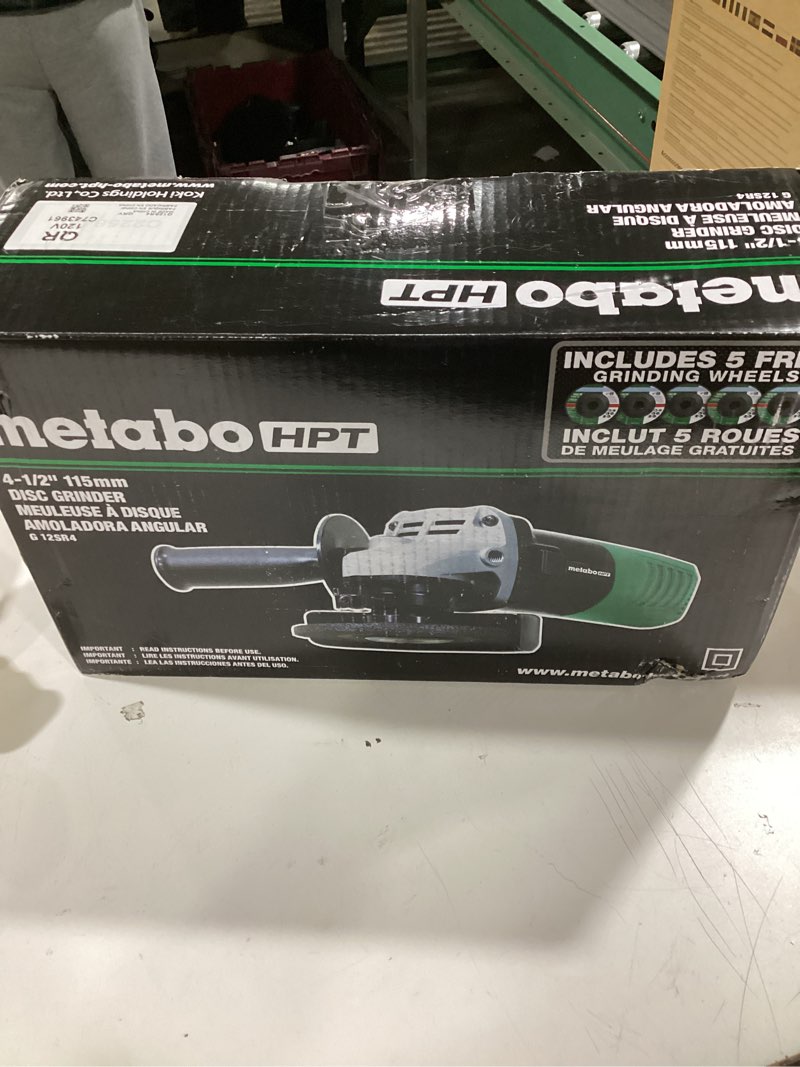 www.metabo-hpt.com
Koki Holdings Co., Ltd.
QR
120V
C743961
G 12SR4
AMOLADORA ANGULAR
MEULEUSE À DISQUE
DISC GRINDER
-1/2" 115mm
metabo HPT
INCLUDES 5 FRE
GRINDING WHEELS
INCLUT 5 ROUES
DE MEULAGE GRATUITES
metabo HPT
4-1/2" 115mm
DISC GRINDER
MEULEUSE À DISQUE
AMOLADORA ANGULAR
G 12SR4
metabo HPT
IMPORTANT : READ INSTRUCTIONS BEFORE USE.
IMPORTANT : LIRE LES INSTRUCTIONS AVANT UTILISATION.
IMPORTANTE : LEA LAS INSTRUCCIONES ANTES DEL USO.
www.metabo